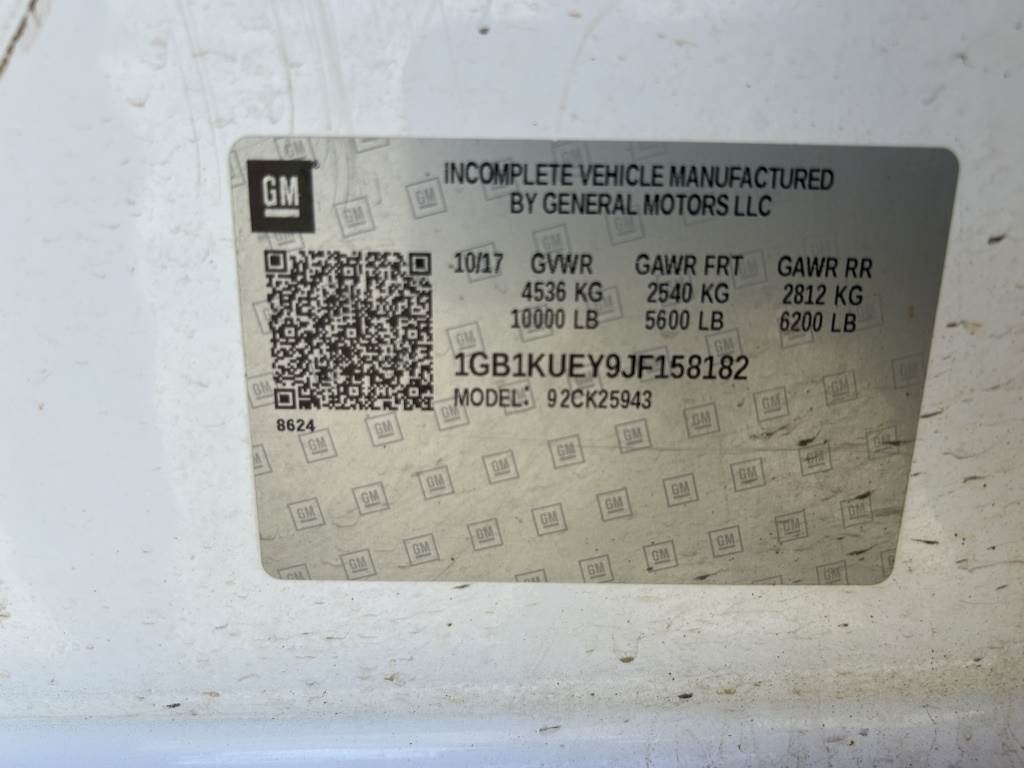 GM
INCOMPLETE VEHICLE MANUFACTURED
BY GENERAL MOTORS LLC
10/17 GVWR GAWR FRT GAWR RR
4536 KG 2540 KG 2812 KG
10000 LB 5600 LB 6200 LB
1GB1KUEY9JF158182
MODEL: 92CK25943
8624